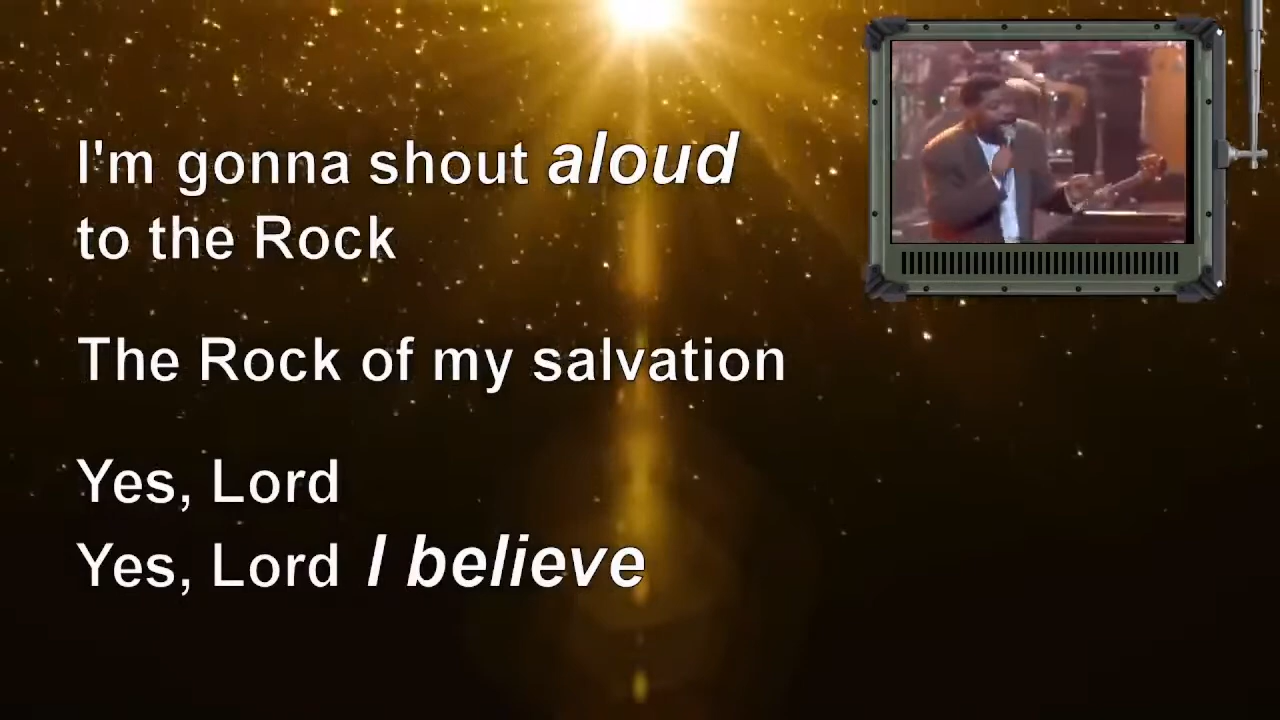 I'm gonna shout aloud
to the Rock
The Rock of my salvation
Yes, Lord
Yes, Lord I believe